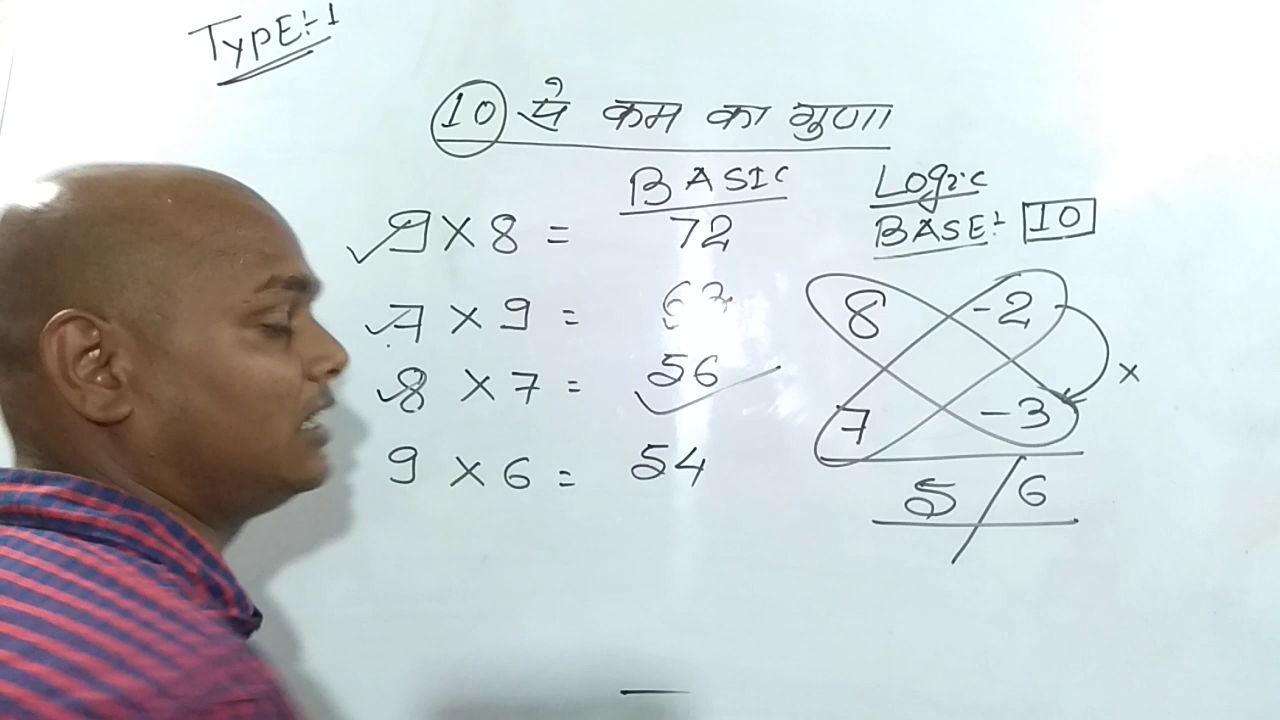 TYPE:-1
10 से कम का गुणा
BASIC
Logic
9 × 8 = 72
BASE:- 10
7 × 9 = 63
8 -2
8 × 7 = 56
×
7 -3
9 × 6 = 54
5 / 6